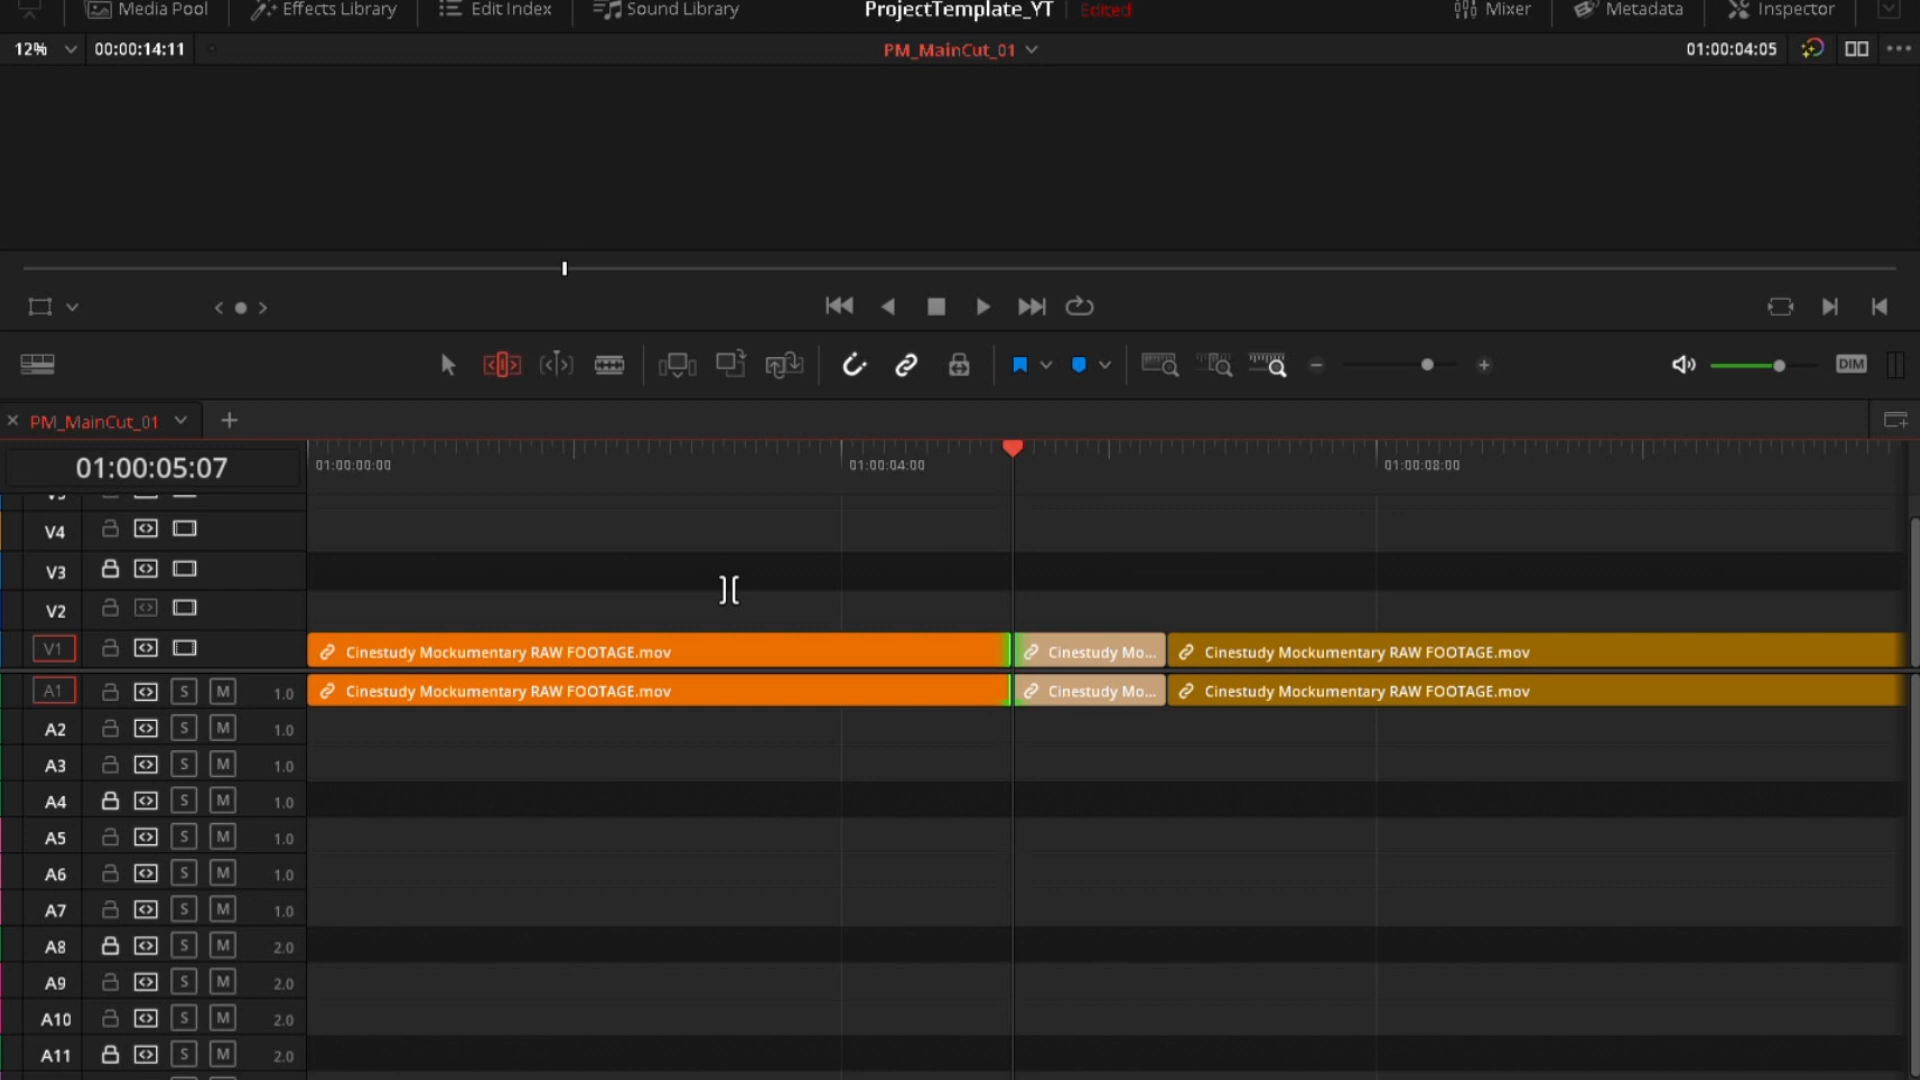 Media Pool Effects Library Edit Index Sound Library ProjectTemplate_YT Edited Mixer Metadata Inspector
12% 00:00:14:11 PM_MainCut_01 01:00:04:05
DIM
PM_MainCut_01
01:00:05:07 01:00:00:00 01:00:04:00 01:00:08:00
V4
V3
V2
V1 Cinestudy Mockumentary RAW FOOTAGE.mov Cinestudy Mo... Cinestudy Mockumentary RAW FOOTAGE.mov
A1 S M 1.0 Cinestudy Mockumentary RAW FOOTAGE.mov Cinestudy Mo... Cinestudy Mockumentary RAW FOOTAGE.mov
A2 S M 1.0
A3 S M 1.0
A4 S M 1.0
A5 S M 1.0
A6 S M 1.0
A7 S M 1.0
A8 S M 2.0
A9 S M 2.0
A10 S M 2.0
A11 S M 2.0